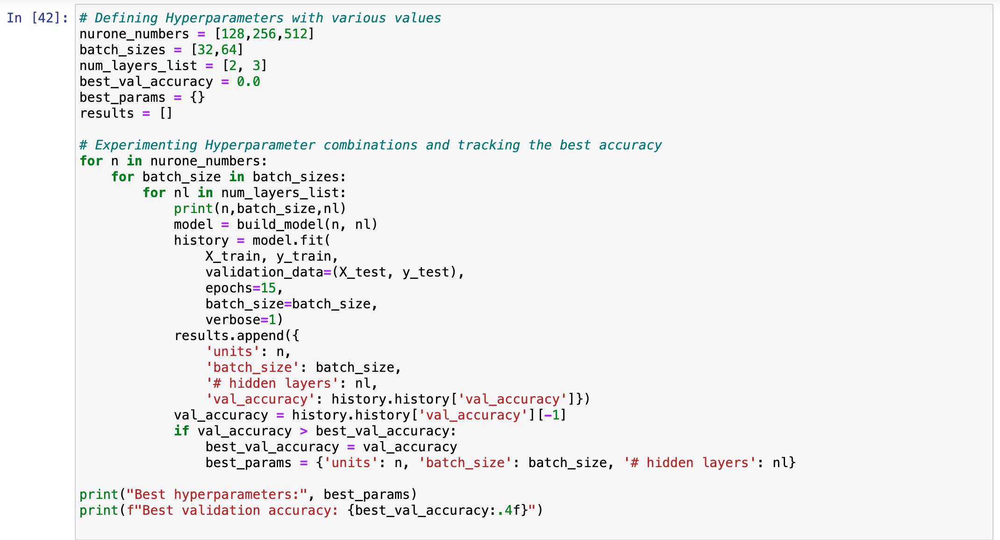 In [42]: # Defining Hyperparameters with various values
nurone_numbers = [128,256,512]
batch_sizes = [32,64]
num_layers_list = [2, 3]
best_val_accuracy = 0.0
best_params = {}
results = []

# Experimenting Hyperparameter combinations and tracking the best accuracy
for n in nurone_numbers:
    for batch_size in batch_sizes:
        for nl in num_layers_list:
            print(n,batch_size,nl)
            model = build_model(n, nl)
            history = model.fit(
                X_train, y_train,
                validation_data=(X_test, y_test),
                epochs=15,
                batch_size=batch_size,
                verbose=1)
            results.append({
                'units': n,
                'batch_size': batch_size,
                '# hidden layers': nl,
                'val_accuracy': history.history['val_accuracy']})
            val_accuracy = history.history['val_accuracy'][-1]
            if val_accuracy > best_val_accuracy:
                best_val_accuracy = val_accuracy
                best_params = {'units': n, 'batch_size': batch_size, '# hidden layers': nl}

print("Best hyperparameters:", best_params)
print(f"Best validation accuracy: {best_val_accuracy:.4f}")